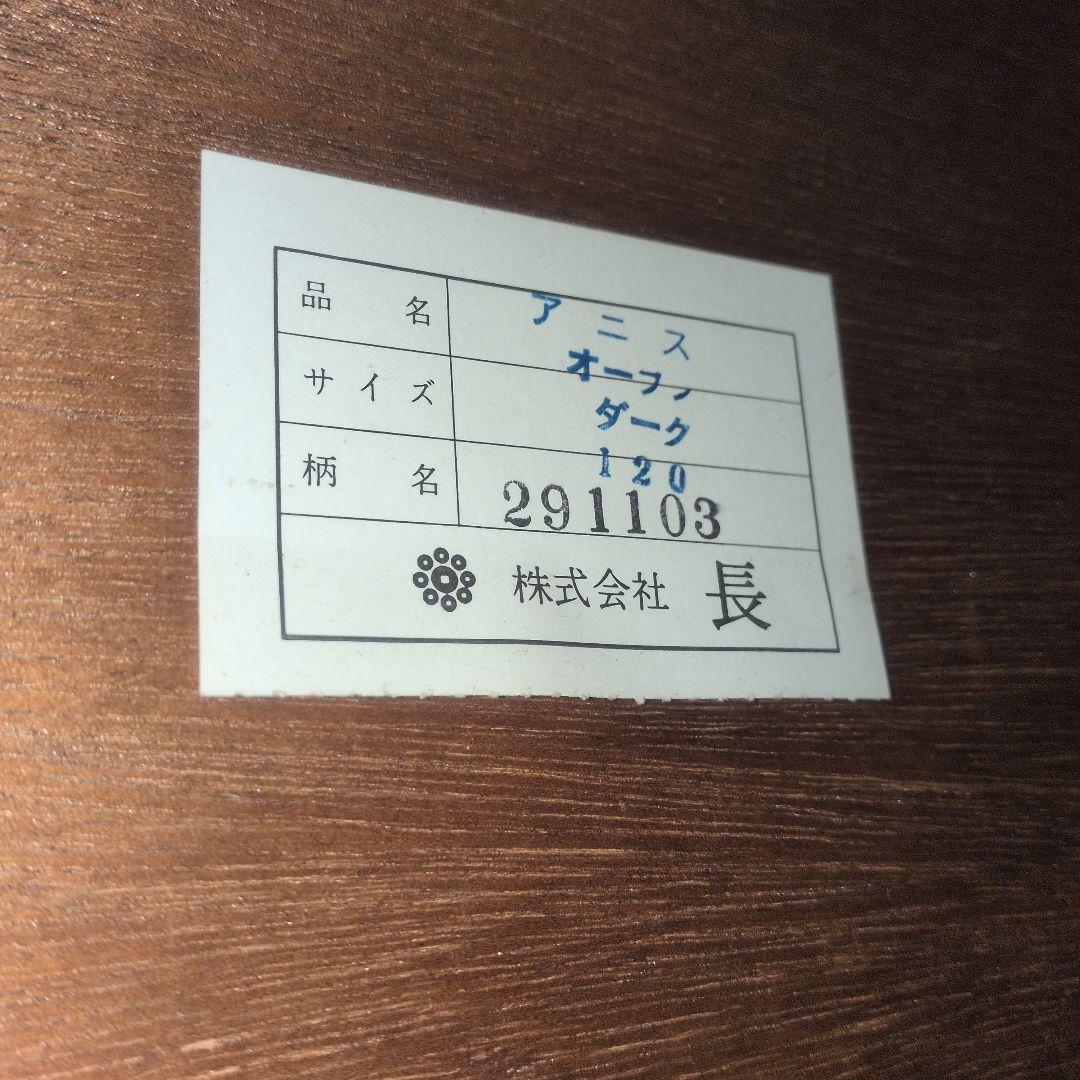 品名 アニス
オーフン
サイズ ダーク
120
柄名 291103
株式会社 長